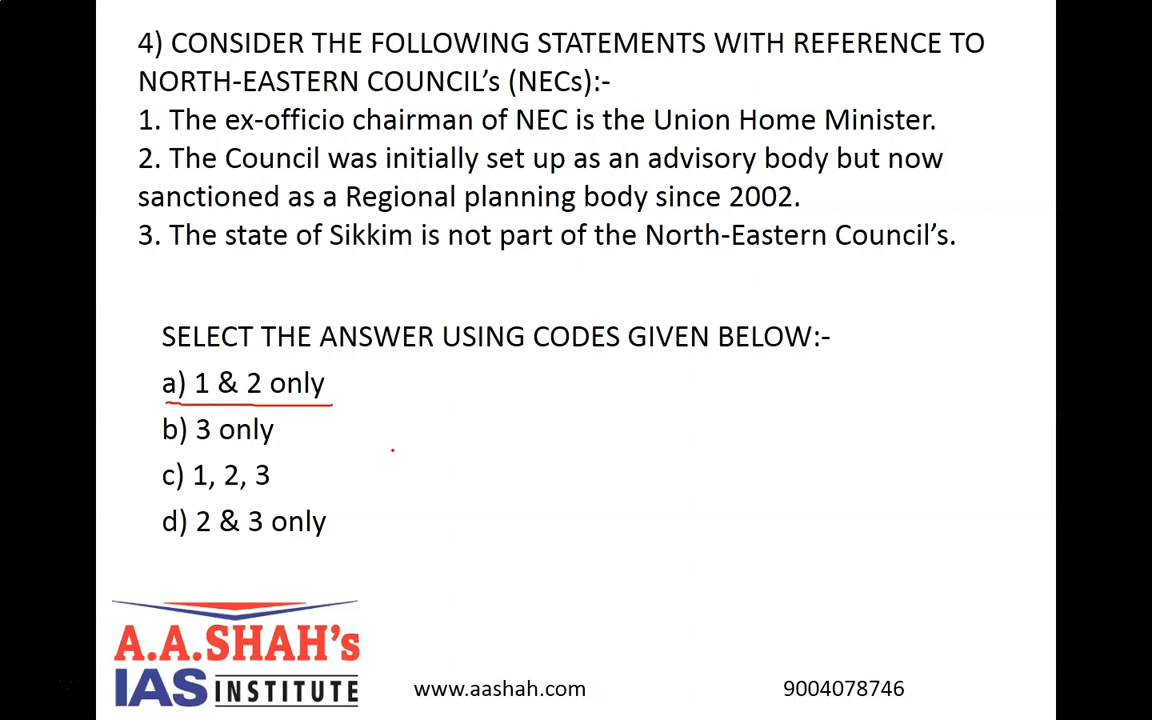 4) CONSIDER THE FOLLOWING STATEMENTS WITH REFERENCE TO
NORTH-EASTERN COUNCIL’s (NECs):-
1. The ex-officio chairman of NEC is the Union Home Minister.
2. The Council was initially set up as an advisory body but now
sanctioned as a Regional planning body since 2002.
3. The state of Sikkim is not part of the North-Eastern Council’s.
SELECT THE ANSWER USING CODES GIVEN BELOW:-
a) 1 & 2 only
b) 3 only
c) 1, 2, 3
d) 2 & 3 only
A.A.SHAH’s
IAS INSTITUTE
www.aashah.com
9004078746